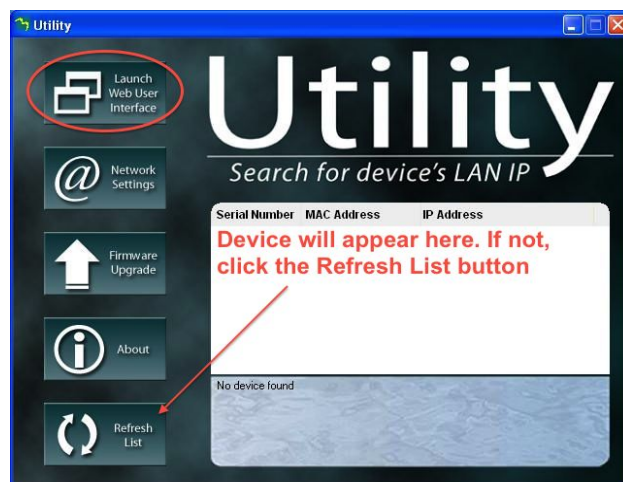 Utility
Launch
Web User
Interface
Utility
Search for device's LAN IP
Network
Settings
Serial Number MAC Address IP Address
Device will appear here. If not,
click the Refresh List button
Firmware
Upgrade
About
No device found
Refresh
List